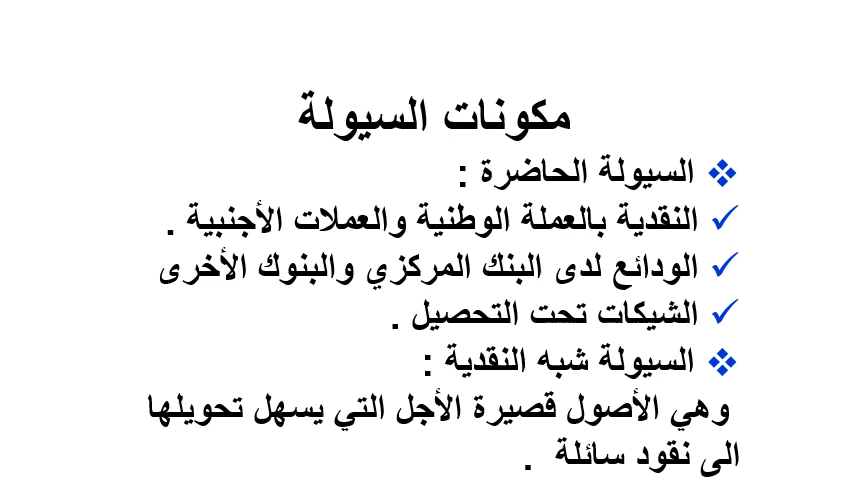 مكونات السيولة
❖ السيولة الحاضرة :
✓ النقدية بالعملة الوطنية والعملات الأجنبية .
✓ الودائع لدى البنك المركزي والبنوك الأخرى
✓ الشيكات تحت التحصيل .
❖ السيولة شبه النقدية :
وهي الأصول قصيرة الأجل التي يسهل تحويلها
الى نقود سائلة .